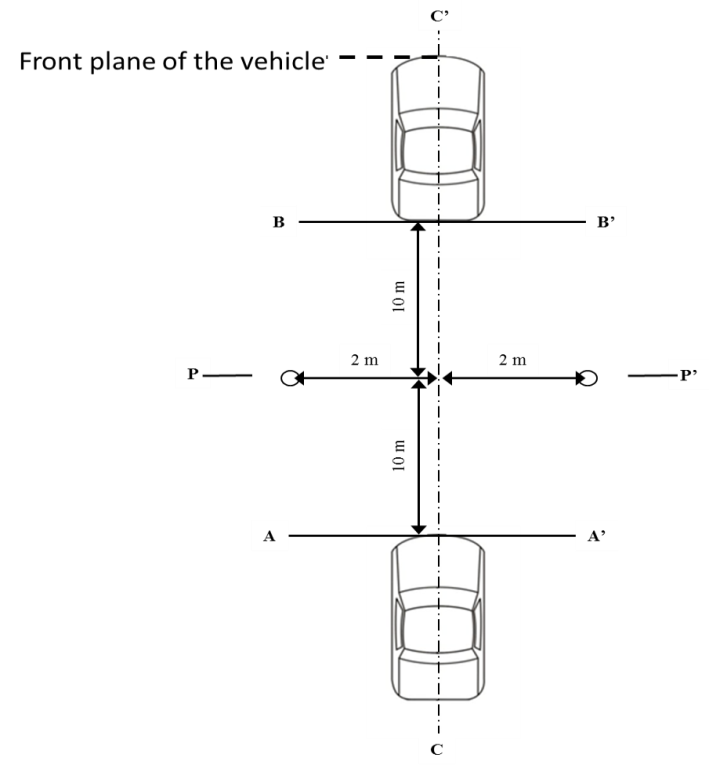 C’
Front plane of the vehicle'
B
B’
10 m
2 m
2 m
P
P’
10 m
A
A’
C